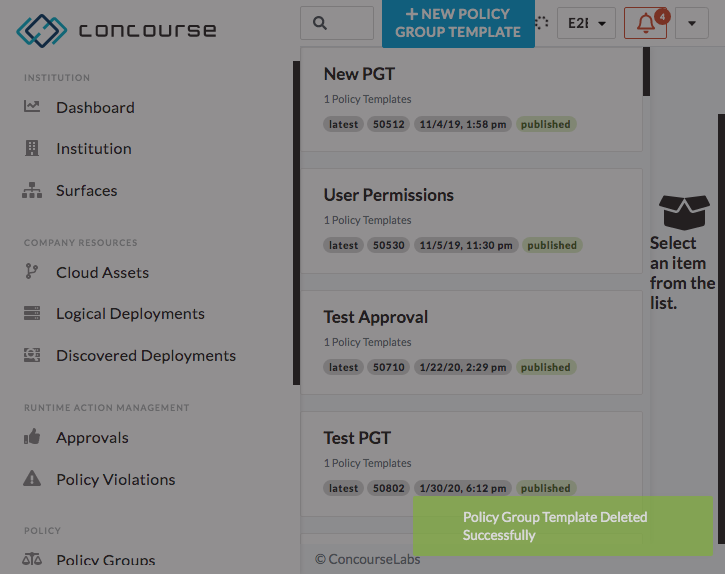 concourse
NEW POLICY
GROUP TEMPLATE
E2E
4
INSTITUTION
Dashboard
Institution
Surfaces
COMPANY RESOURCES
Cloud Assets
Logical Deployments
Discovered Deployments
RUNTIME ACTION MANAGEMENT
Approvals
Policy Violations
POLICY
Policy Groups
New PGT
1 Policy Templates
latest 50512 11/4/19, 1:58 pm published
User Permissions
1 Policy Templates
latest 50530 11/5/19, 11:30 pm published
Test Approval
1 Policy Templates
latest 50710 1/22/20, 2:29 pm published
Test PGT
1 Policy Templates
latest 50802 1/30/20, 6:12 pm published
Select
an item
from the
list.
Policy Group Template Deleted
Successfully
© ConcourseLabs